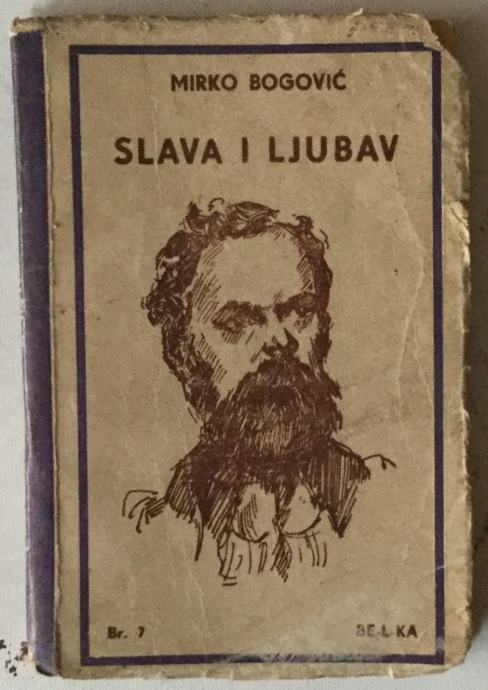 MIRKO BOGOVIĆ
SLAVA I LJUBAV
Br. 7
BE-L-KA